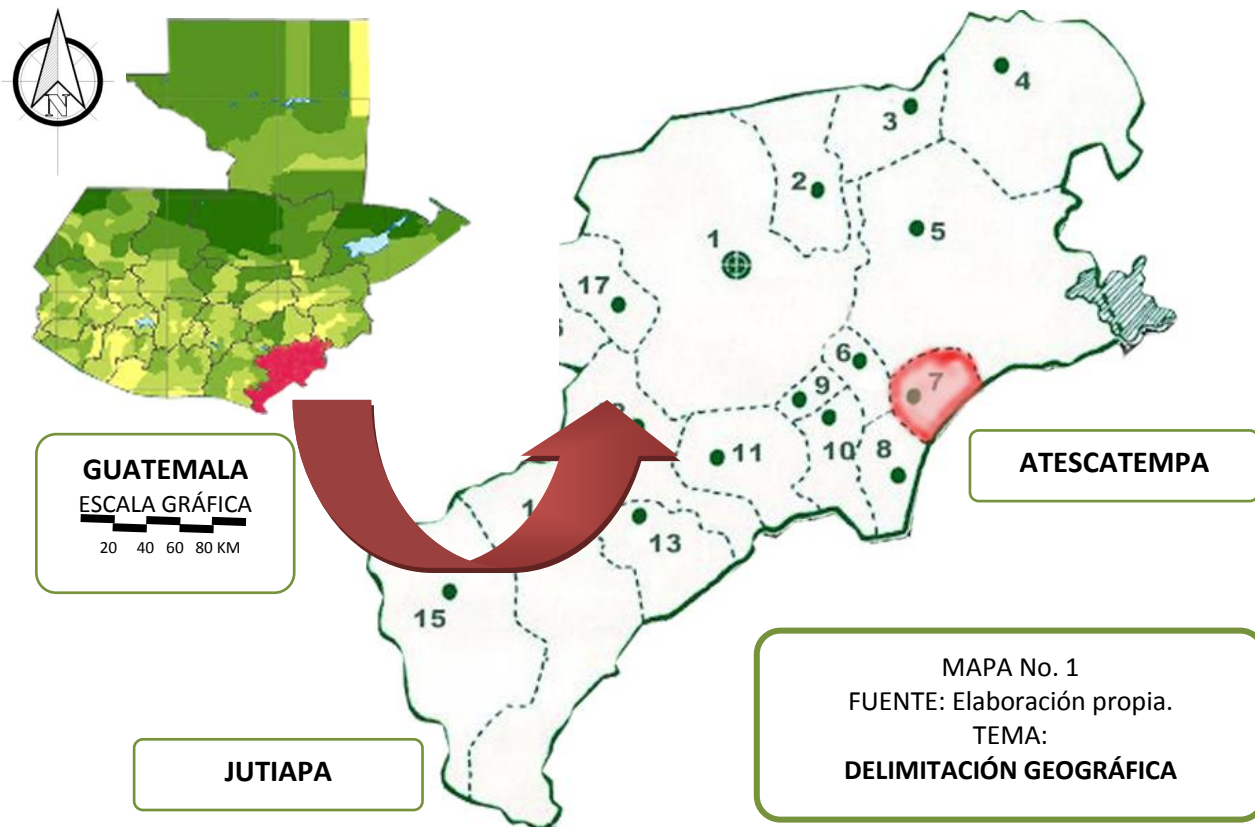 N
GUATEMALA
ESCALA GRÁFICA
20 40 60 80 KM
JUTIAPA
1
2
3
4
5
6
7
8
9
10
11
13
15
17
ATESCATEMPA
MAPA No. 1
FUENTE: Elaboración propia.
TEMA:
DELIMITACIÓN GEOGRÁFICA